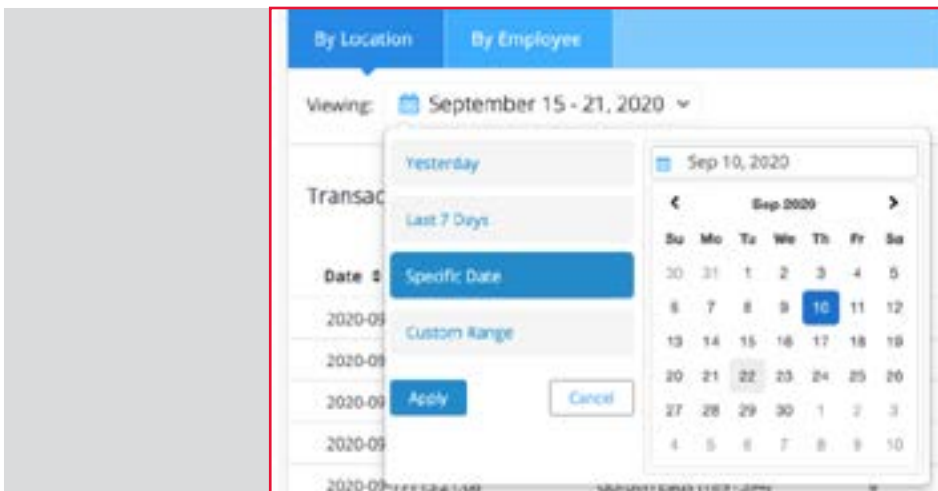 By Location By Employee
Viewing: September 15 - 21, 2020
Yesterday
Last 7 Days
Specific Date
Custom Range
Apply Cancel
Sep 10, 2020
Sep 2020
Su Mo Tu We Th Fr Sa
30 31 1 2 3 4 5
6 7 8 9 10 11 12
13 14 15 16 17 18 19
20 21 22 23 24 25 26
27 28 29 30 1 2 3
4 5 6 7 8 9 10
Transac
Date
2020-09
2020-09
2020-09
2020-09
2020-09